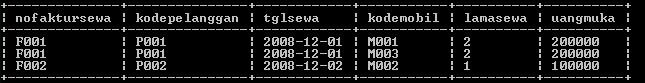 nofaktursewa | kodepelanggan | tglsewa | kodemobil | lamasewa | uangmuka
F001 | P001 | 2008-12-01 | M001 | 2 | 200000
F001 | P001 | 2008-12-01 | M003 | 2 | 200000
F002 | P002 | 2008-12-02 | M002 | 1 | 100000